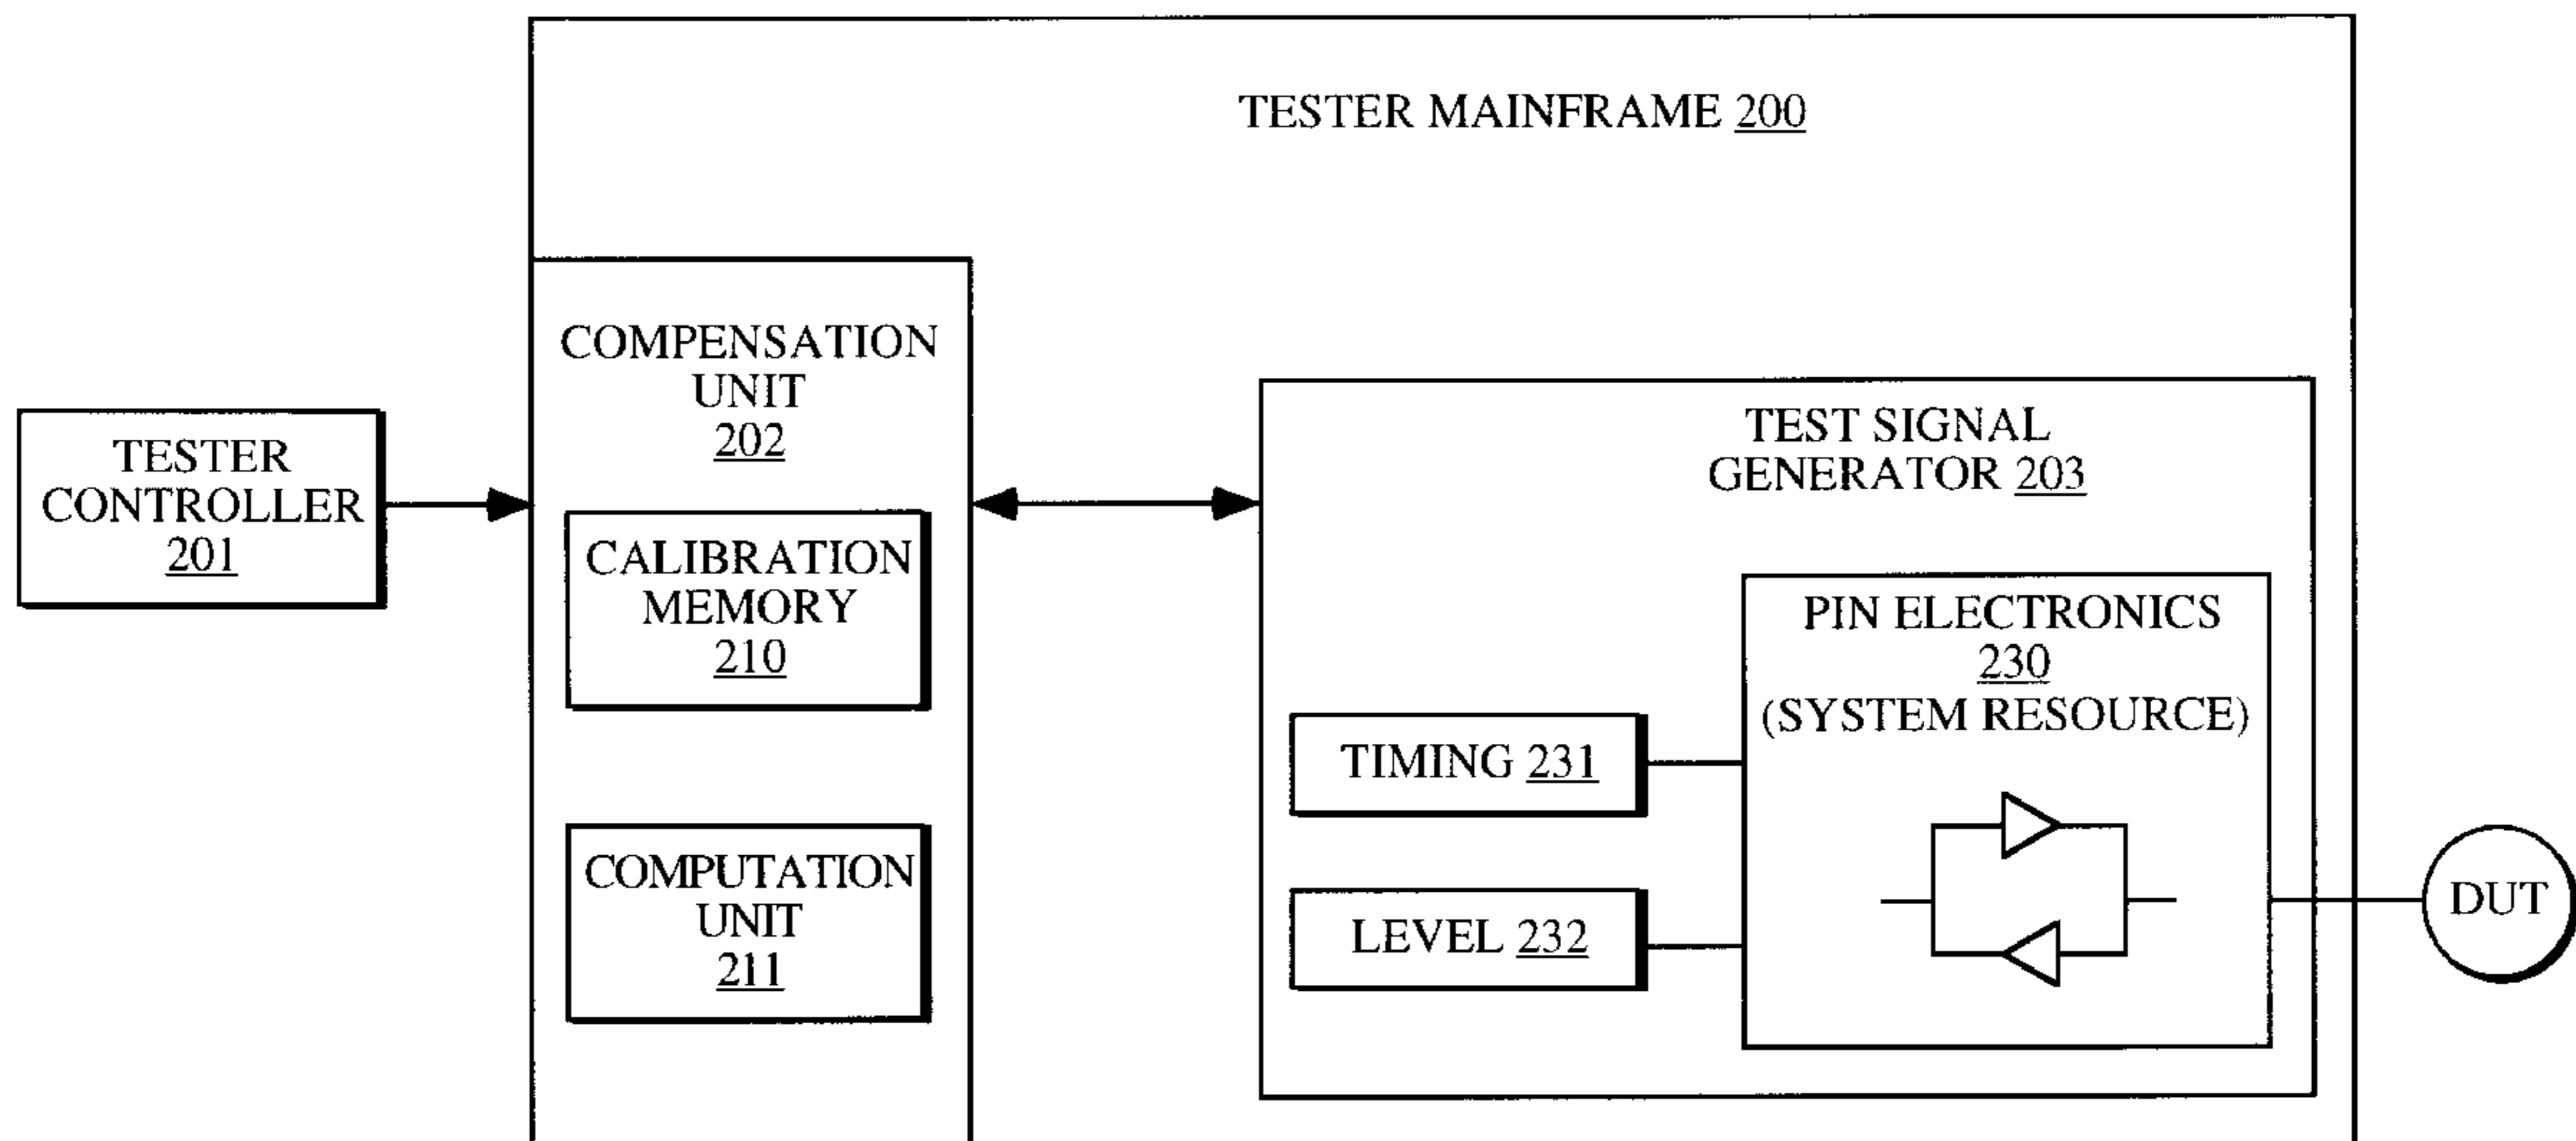 TESTER MAINFRAME 200
COMPENSATION
UNIT
202
TESTER
CONTROLLER
201
CALIBRATION
MEMORY
210
COMPUTATION
UNIT
211
TEST SIGNAL
GENERATOR 203
PIN ELECTRONICS
230
(SYSTEM RESOURCE)
TIMING 231
LEVEL 232
DUT